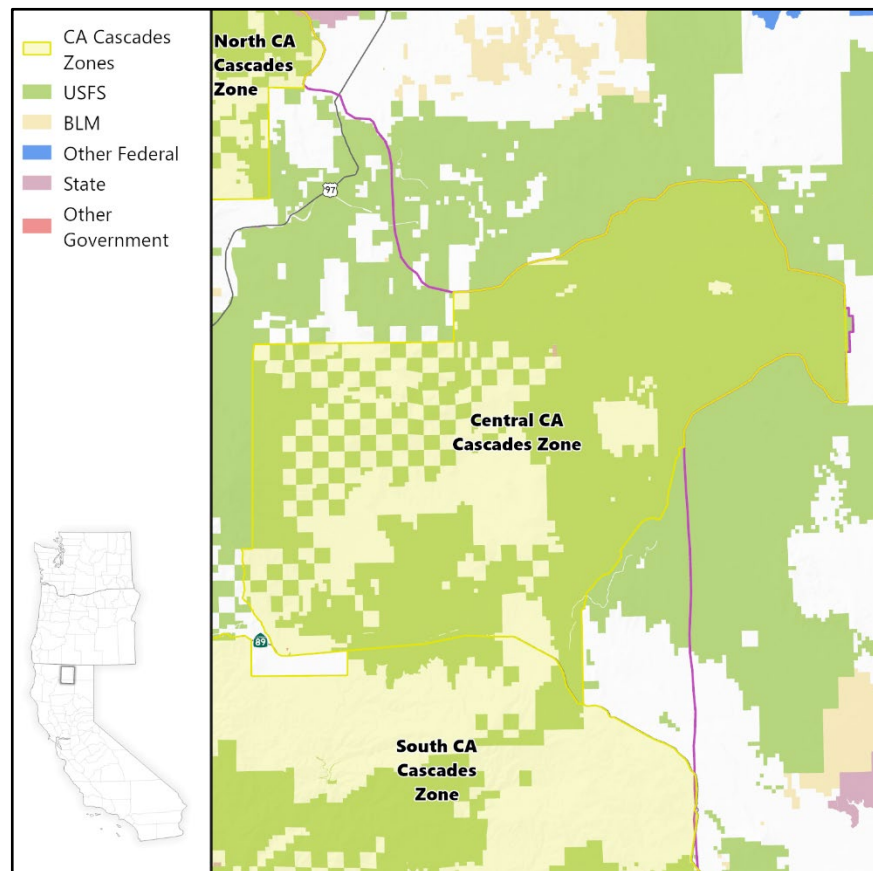 CA Cascades
Zones
USFS
BLM
Other Federal
State
Other
Government
North CA
Cascades
Zone
97
Central CA
Cascades Zone
89
South CA
Cascades
Zone